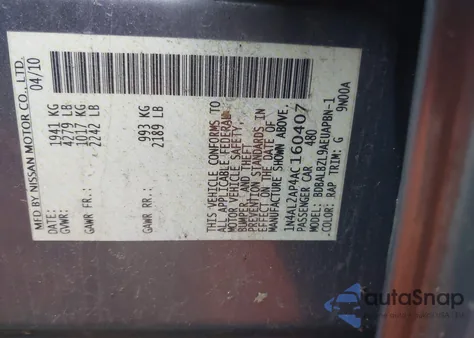 MFD BY NISSAN MOTOR CO., LTD.
04/10
GVWR: 1941 KG
4279 LB
GAWR FR: 1017 KG
2242 LB
GAWR RR: 993 KG
2189 LB
THIS VEHICLE CONFORMS TO
ALL APPLICABLE FEDERAL
MOTOR VEHICLE SAFETY,
BUMPER, AND THEFT
PREVENTION STANDARDS IN
EFFECT ON THE DATE OF
MANUFACTURE SHOWN ABOVE.
1N4AL2AP4AC160407
PASSENGER CAR 480
MODEL: BDBALBZL9AEUAPBN-1
COLOR: RAP TRIM: G 9N00A
autaSnap